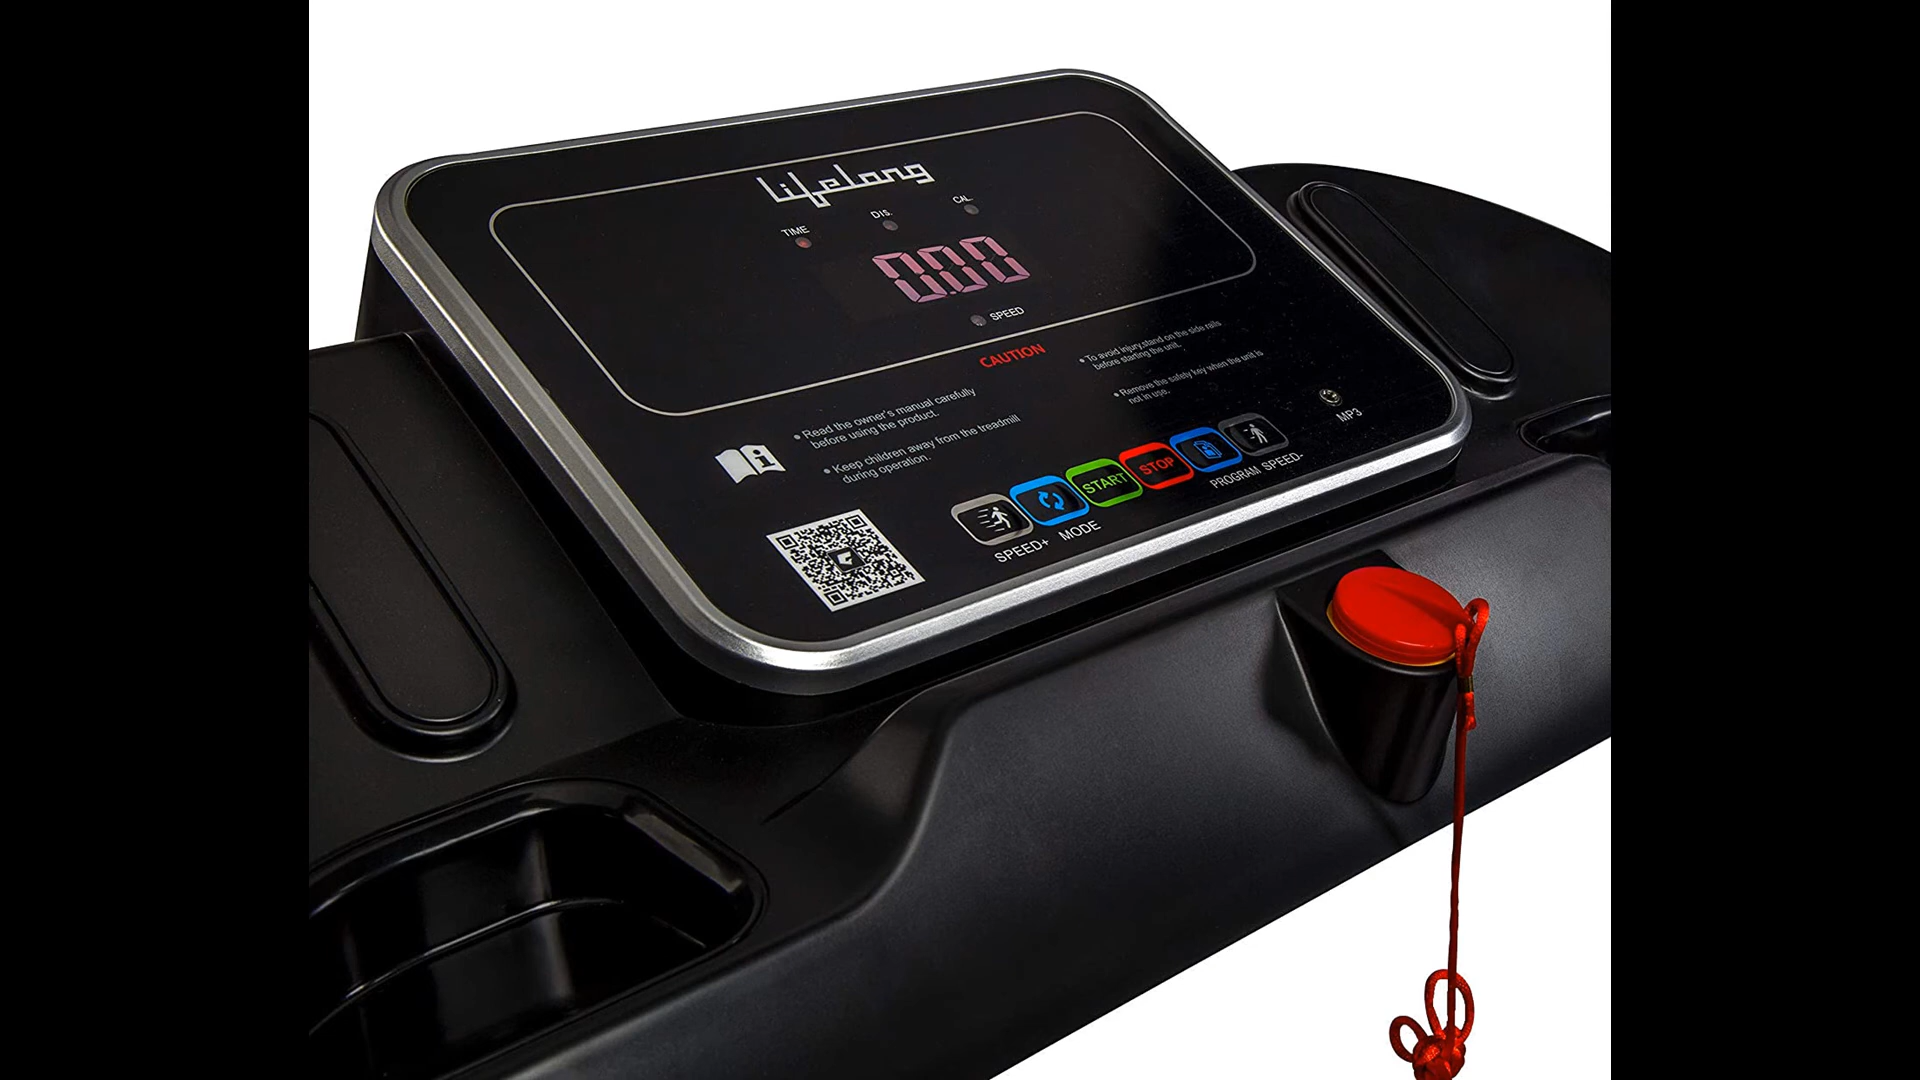 Lifelong
TIME
DIS.
CAL.
0.00
SPEED
CAUTION
• Read the owner's manual carefully
before using the product.
• Keep children away from the treadmill
during operation.
• To avoid injury,stand on the side rails
before starting the unit.
• Remove the safety key when the unit is
not in use.
MP3
START
STOP
SPEED+
MODE
PROGRAM
SPEED-